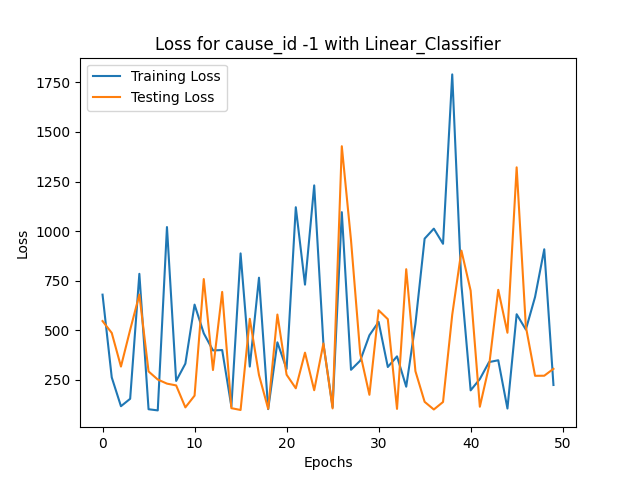 Loss for cause_id -1 with Linear_Classifier
Training Loss
Testing Loss
1750
1500
1250
1000
750
500
250
Loss
0 10 20 30 40 50
Epochs